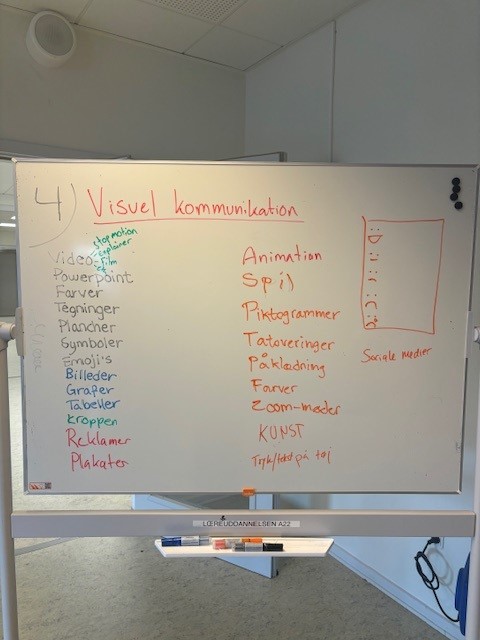 4) Visuel kommunikation
stopmotion
explainer
film
Video
Powerpoint
Farver
Tegninger
Plancher
Symboler
Emoji's
Billeder
Grafer
Tabeller
Kroppen
Reklamer
Plakater
Animation
Spil
Piktogrammer
Tatoveringer
Påklædning
Farver
Zoom-møder
KUNST
Tryk/tekst på tøj
Sociale medier
LÆREUDDANNELSEN A22